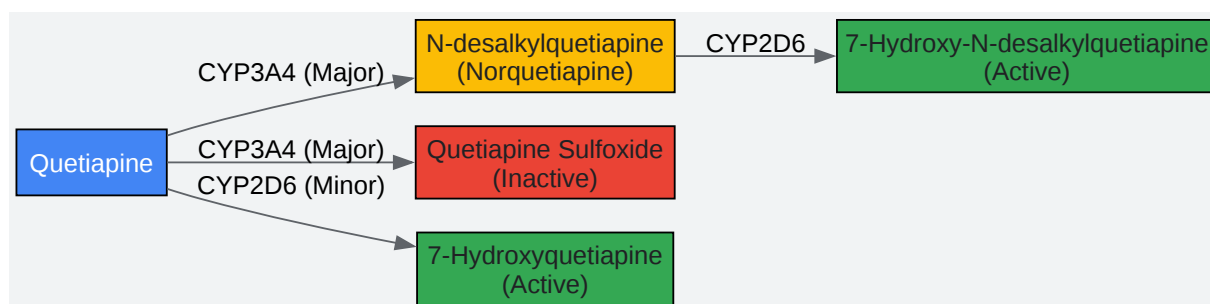 N-desalkylquetiapine
(Norquetiapine)
CYP2D6
7-Hydroxy-N-desalkylquetiapine
(Active)
CYP3A4 (Major)
Quetiapine
CYP3A4 (Major)
Quetiapine Sulfoxide
(Inactive)
CYP2D6 (Minor)
7-Hydroxyquetiapine
(Active)